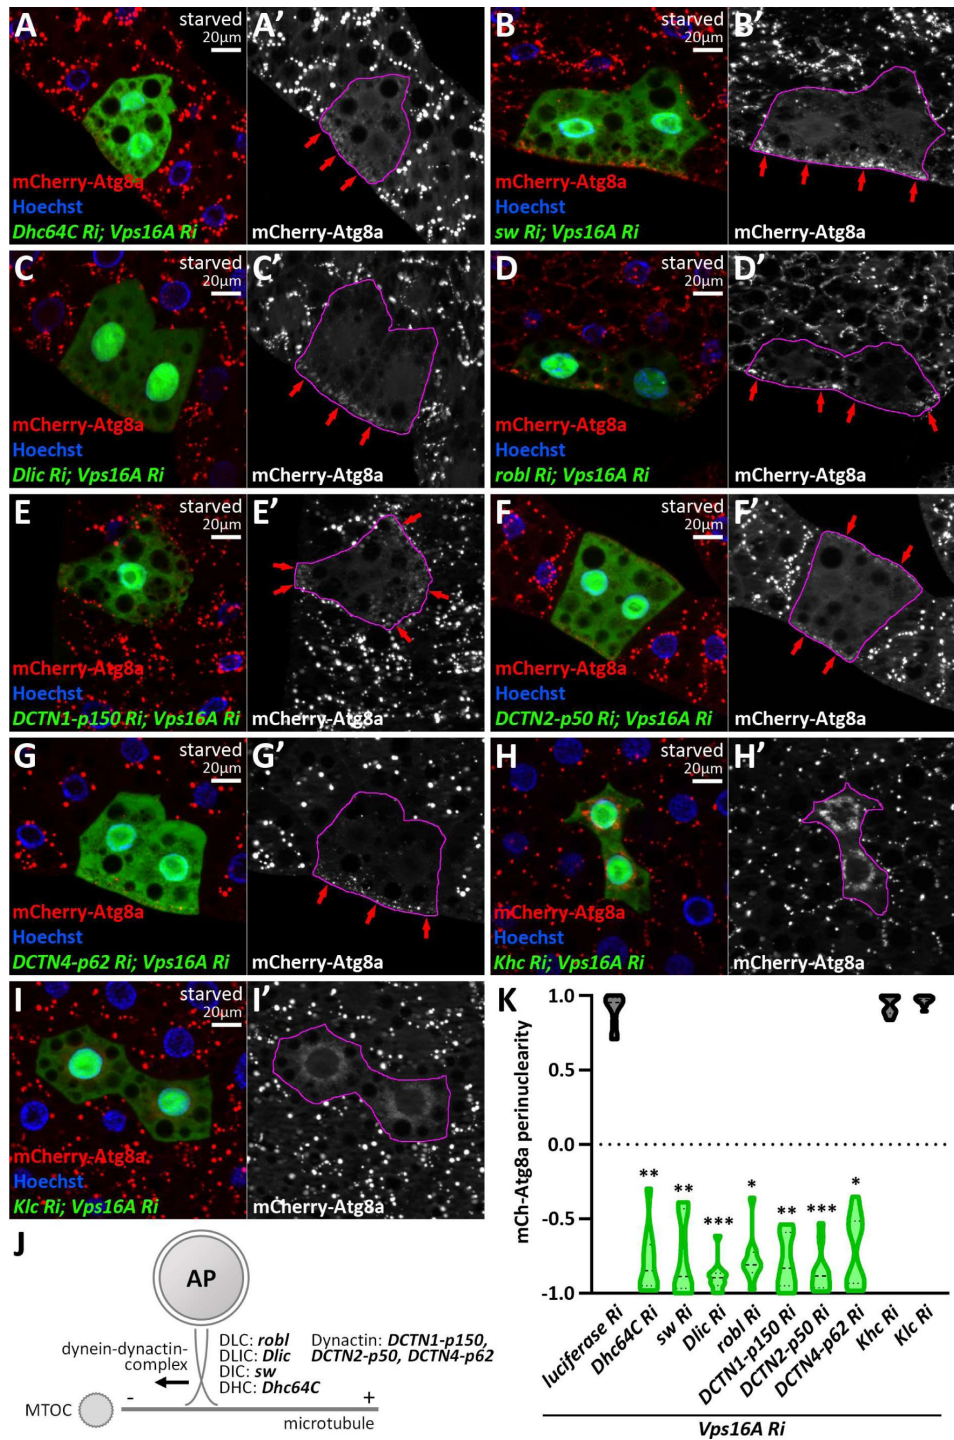 A
starved
20μm
mCherry-Atg8a
Hoechst
Dhc64C Ri; Vps16A Ri
A'
mCherry-Atg8a
B
starved
20μm
mCherry-Atg8a
Hoechst
sw Ri; Vps16A Ri
B'
mCherry-Atg8a
C
starved
20μm
mCherry-Atg8a
Hoechst
Dlic Ri; Vps16A Ri
C'
mCherry-Atg8a
D
starved
20μm
mCherry-Atg8a
Hoechst
robl Ri; Vps16A Ri
D'
mCherry-Atg8a
E
starved
20μm
mCherry-Atg8a
Hoechst
DCTN1-p150 Ri; Vps16A Ri
E'
mCherry-Atg8a
F
starved
20μm
mCherry-Atg8a
Hoechst
DCTN2-p50 Ri; Vps16A Ri
F'
mCherry-Atg8a
G
starved
20μm
mCherry-Atg8a
Hoechst
DCTN4-p62 Ri; Vps16A Ri
G'
mCherry-Atg8a
H
starved
20μm
mCherry-Atg8a
Hoechst
Khc Ri; Vps16A Ri
H'
mCherry-Atg8a
I
starved
20μm
mCherry-Atg8a
Hoechst
Klc Ri; Vps16A Ri
I'
mCherry-Atg8a
J
AP
dynein-dynactin-
complex
DLC: robl
DLIC: Dlic
DIC: sw
DHC: Dhc64C
Dynactin: DCTN1-p150,
DCTN2-p50, DCTN4-p62
MTOC
-
+
microtubule
K
mCh-Atg8a perinuclearity
1.0
0.5
0.0
-0.5
-1.0
**
**
***
*
**
***
*
luciferase Ri
Dhc64C Ri
sw Ri
Dlic Ri
robl Ri
DCTN1-p150 Ri
DCTN2-p50 Ri
DCTN4-p62 Ri
Khc Ri
Klc Ri
Vps16A Ri